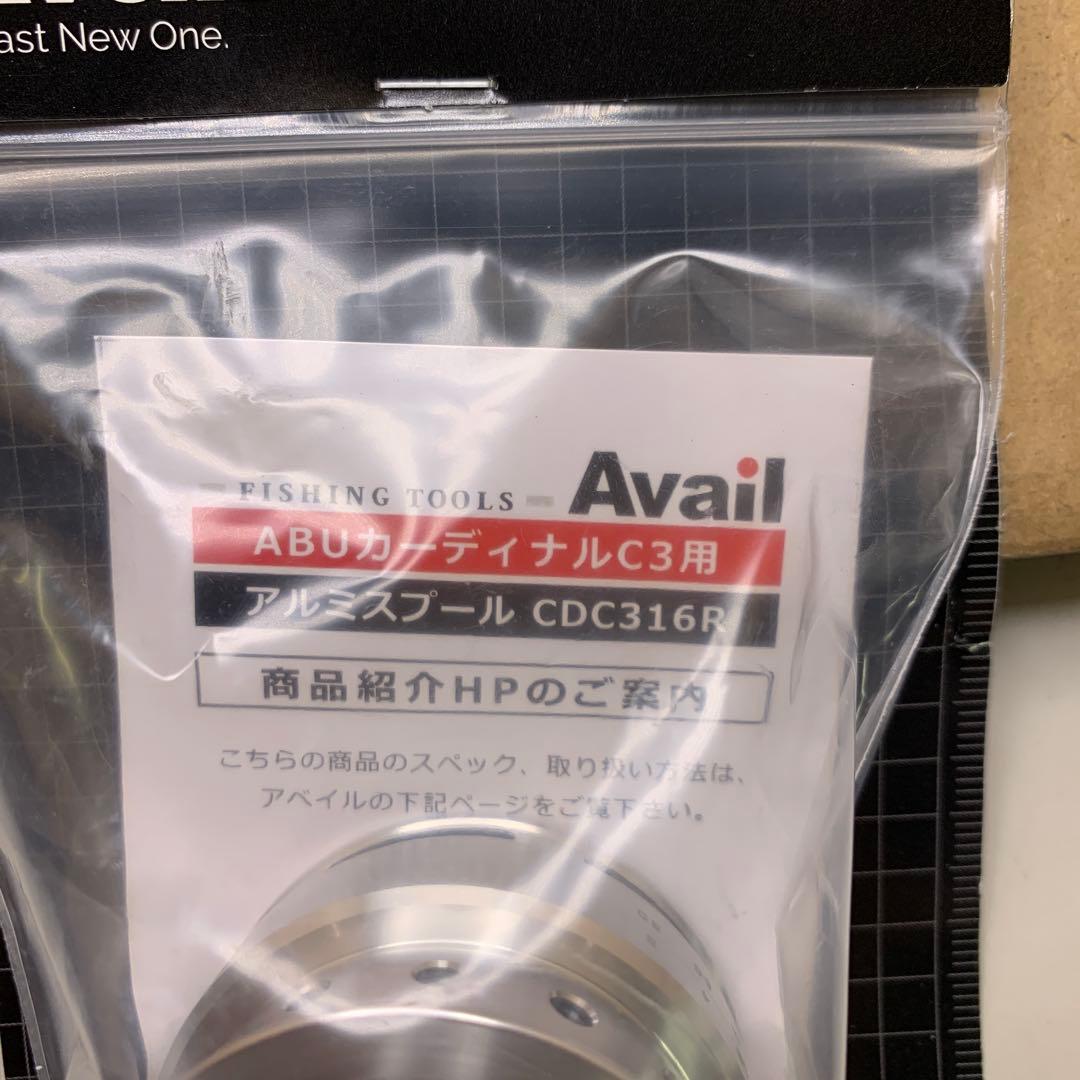 ast New One.
FISHING TOOLS
Avail
ABUカーディナルC3用
アルミスプール CDC316R
商品紹介HPのご案内
こちらの商品のスペック、取り扱い方法は、
アベイルの下記ページをご覧下さい。